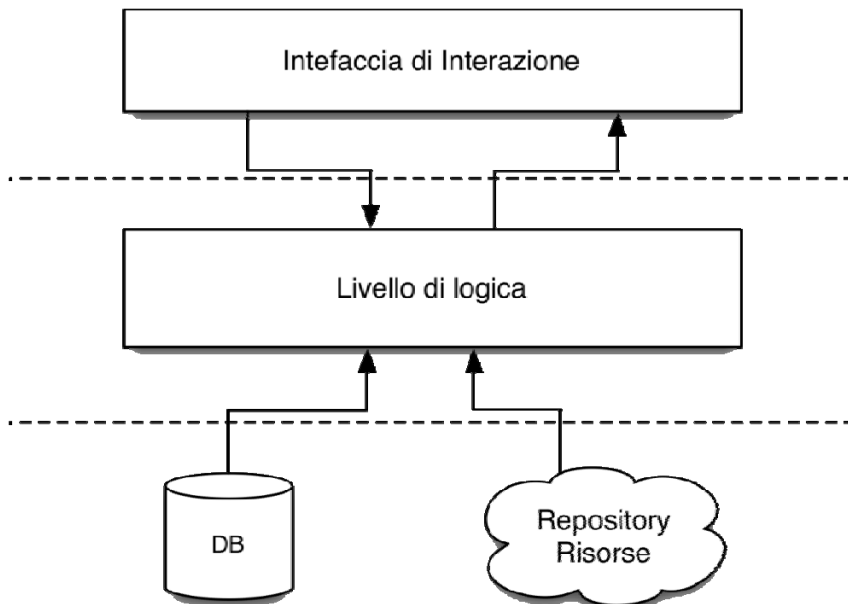 Intefaccia di Interazione
Livello di logica
DB
Repository
Risorse